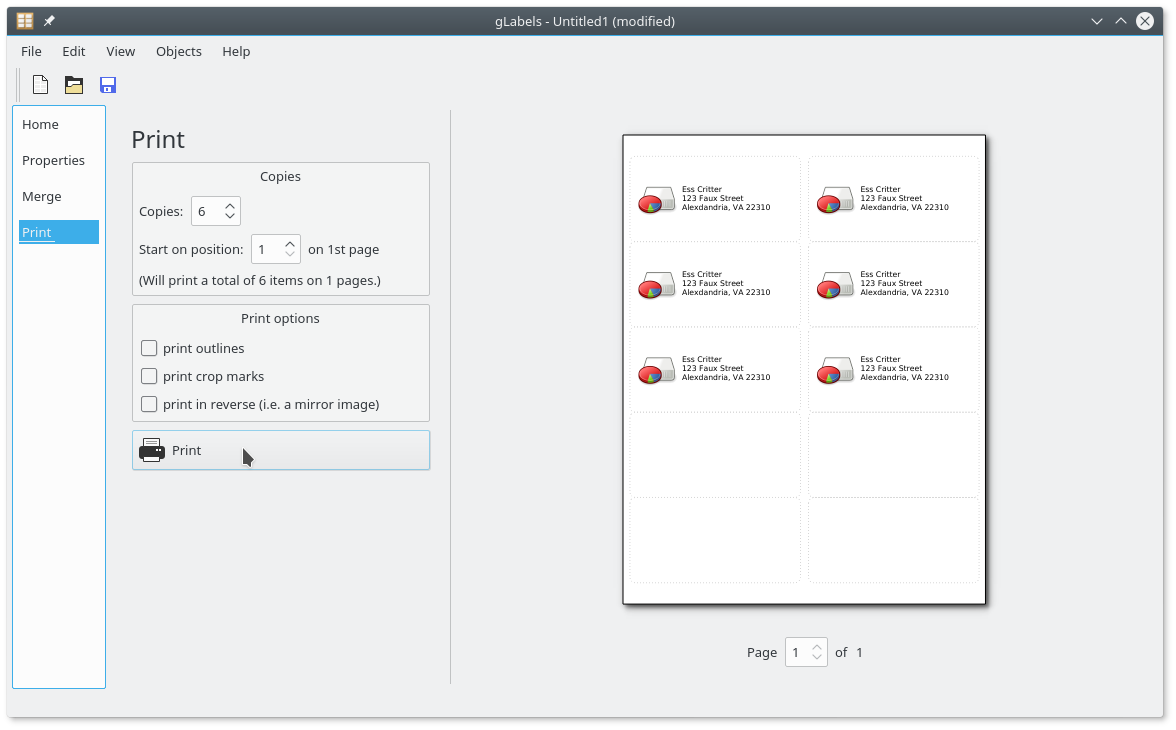 gLabels - Untitled1 (modified)
File Edit View Objects Help
Home
Properties
Merge
Print
Print
Copies
Copies: 6
Start on position: 1 on 1st page
(Will print a total of 6 items on 1 pages.)
Print options
print outlines
print crop marks
print in reverse (i.e. a mirror image)
Print
Ess Critter
123 Faux Street
Alexdandria, VA 22310
Ess Critter
123 Faux Street
Alexdandria, VA 22310
Ess Critter
123 Faux Street
Alexdandria, VA 22310
Ess Critter
123 Faux Street
Alexdandria, VA 22310
Ess Critter
123 Faux Street
Alexdandria, VA 22310
Ess Critter
123 Faux Street
Alexdandria, VA 22310
Page 1 of 1